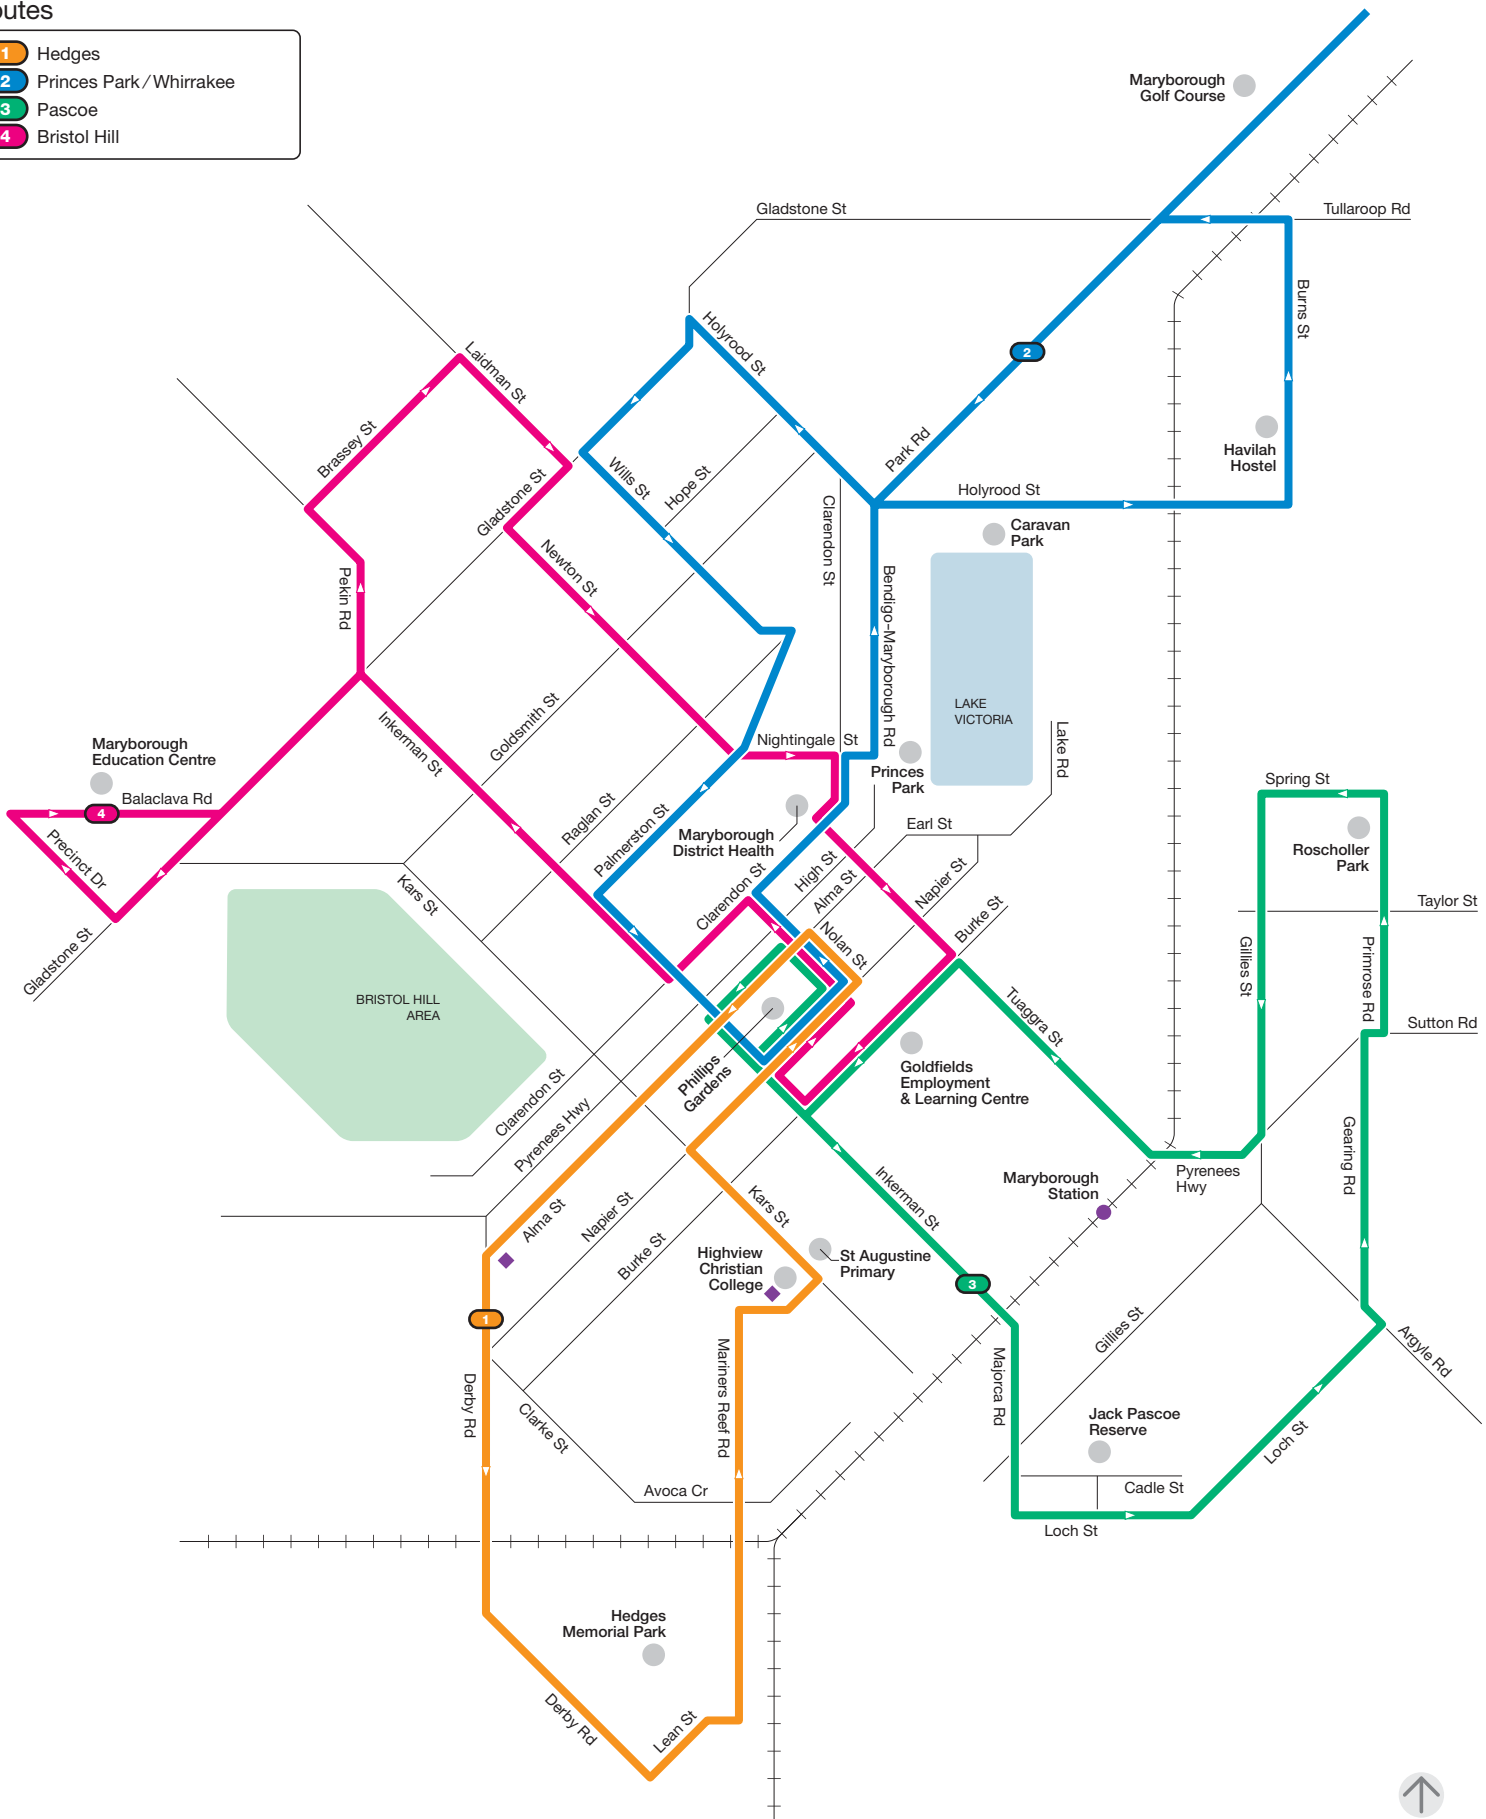 outes
1 Hedges
2 Princes Park/Whirrakee
3 Pascoe
4 Bristol Hill
Maryborough
Golf Course
Gladstone St
Tullaroop Rd
Burns St
Holyrood St
Laidman St
2
Park Rd
Havilah
Hostel
Brassey St
Wills St
Hope St
Gladstone St
Holyrood St
Clarendon St
Caravan
Park
Newton St
Pekin Rd
Bendigo–Maryborough Rd
LAKE
VICTORIA
Lake Rd
Goldsmith St
Inkerman St
Nightingale St
Princes
Park
Maryborough
Education Centre
Balaclava Rd
4
Precinct Dr
Gladstone St
Raglan St
Palmerston St
Maryborough
District Health
Earl St
Spring St
Roscholler
Park
Kars St
Clarendon St
High St
Alma St
Napier St
Burke St
Taylor St
Nolan St
BRISTOL HILL
AREA
Gillies St
Primrose Rd
Tuaggra St
Sutton Rd
Phillips
Gardens
Goldfields
Employment
& Learning Centre
Clarendon St
Pyrenees Hwy
Gearing Rd
Pyrenees
Hwy
Maryborough
Station
Alma St
Napier St
Burke St
Kars St
Inkerman St
Highview
Christian
College
St Augustine
Primary
3
1
Mariners Reef Rd
Majorca Rd
Gillies St
Argyle Rd
Derby Rd
Clarke St
Jack Pascoe
Reserve
Loch St
Avoca Cr
Cadle St
Loch St
Hedges
Memorial Park
Derby Rd
Lean St